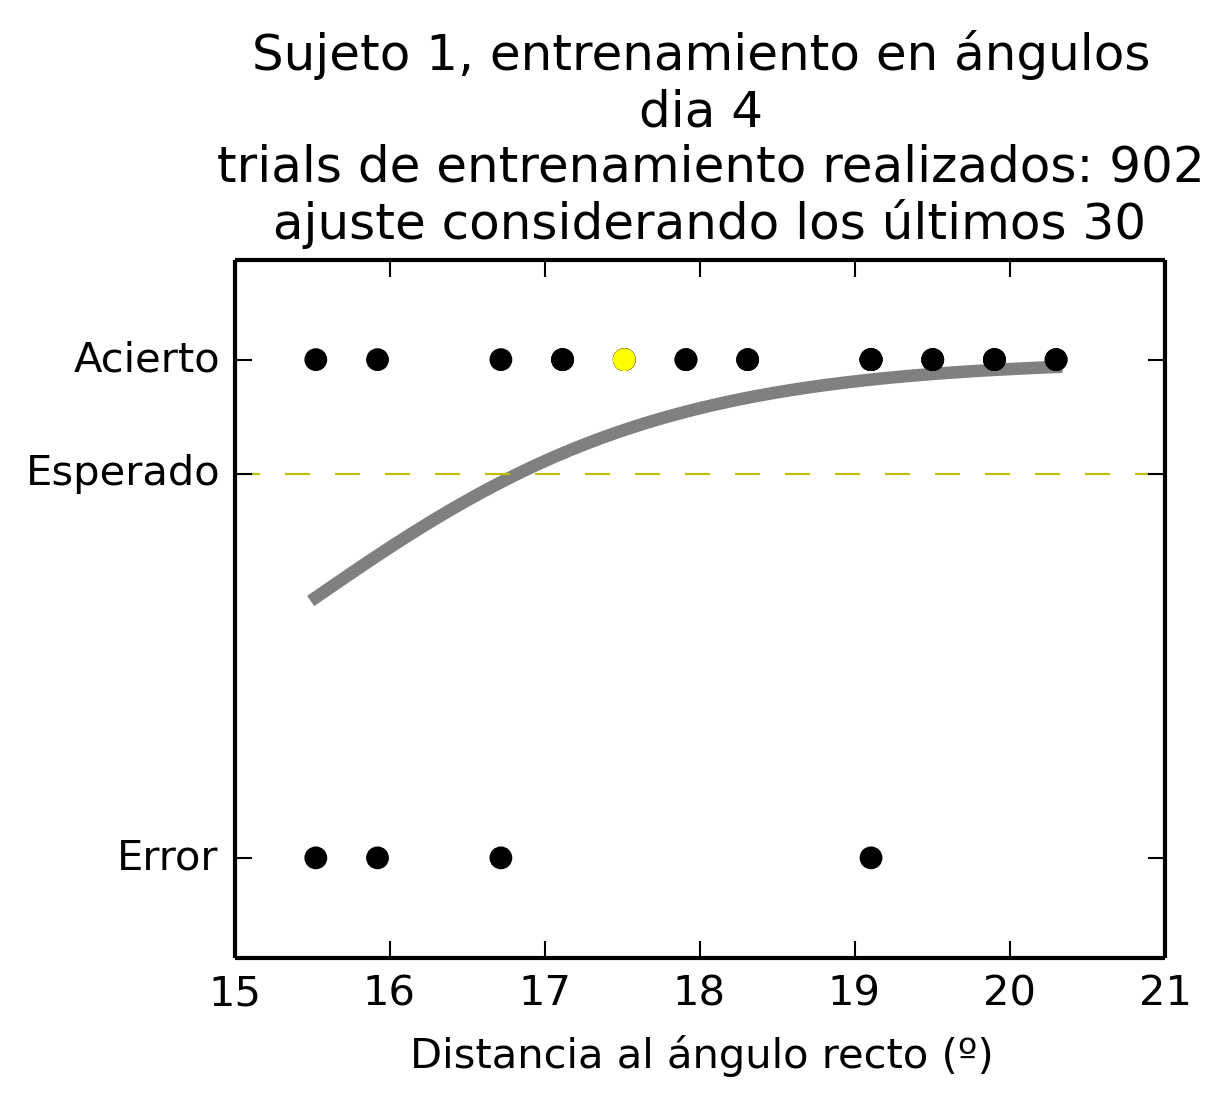 Sujeto 1, entrenamiento en ángulos
dia 4
trials de entrenamiento realizados: 902
ajuste considerando los últimos 30
Acierto
Esperado
Error
15 16 17 18 19 20 21
Distancia al ángulo recto (º)